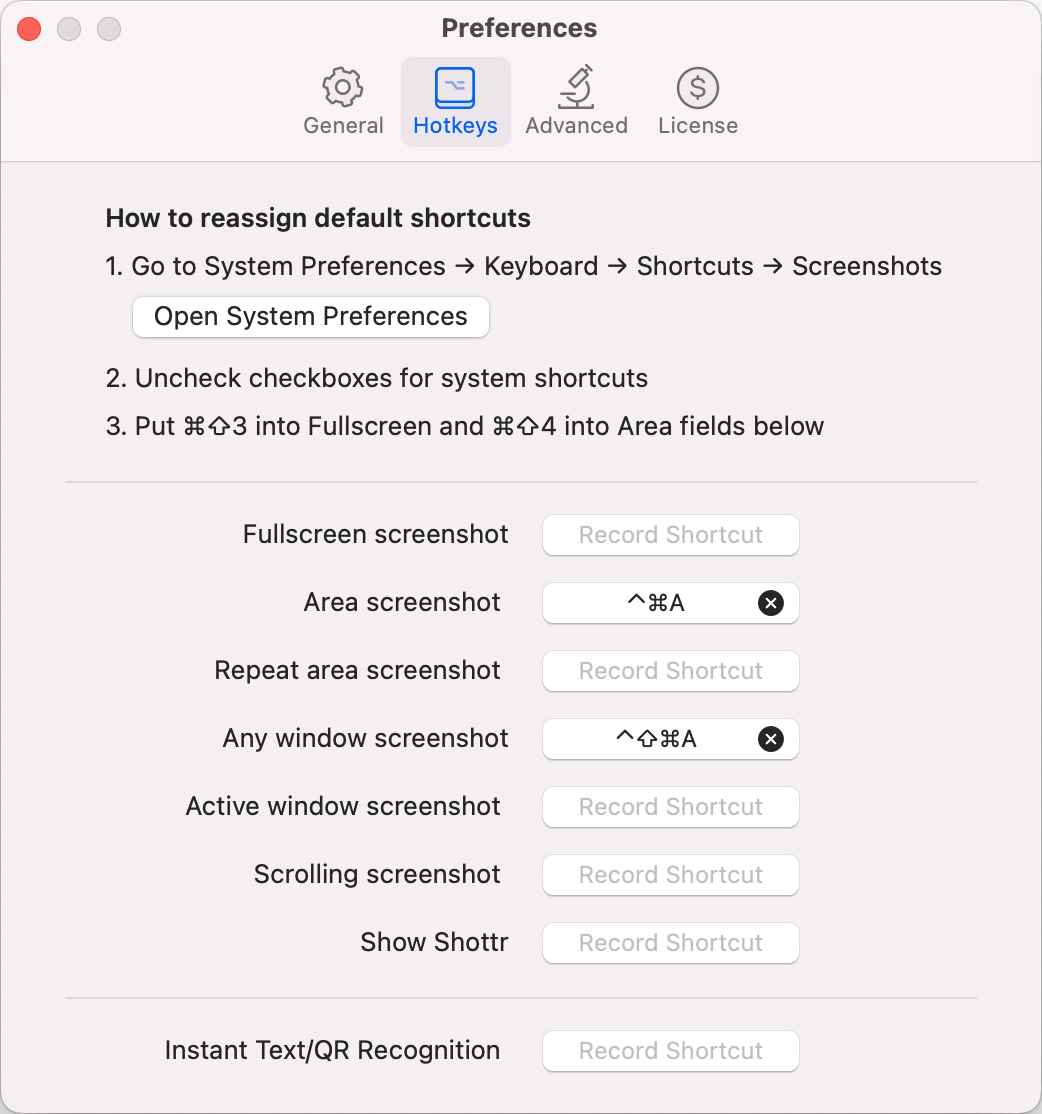 Preferences
General
Hotkeys
Advanced
License
How to reassign default shortcuts
1. Go to System Preferences → Keyboard → Shortcuts → Screenshots
Open System Preferences
2. Uncheck checkboxes for system shortcuts
3. Put ⌘⇧3 into Fullscreen and ⌘⇧4 into Area fields below
Fullscreen screenshot Record Shortcut
Area screenshot ^⌘A
Repeat area screenshot Record Shortcut
Any window screenshot ^⇧⌘A
Active window screenshot Record Shortcut
Scrolling screenshot Record Shortcut
Show Shottr Record Shortcut
Instant Text/QR Recognition Record Shortcut